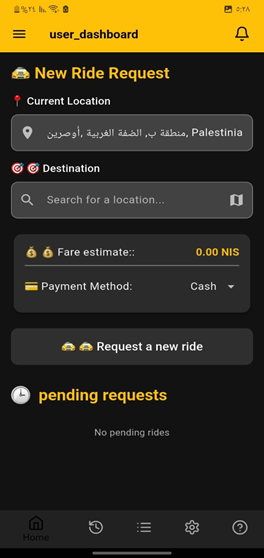 %٢٤ ٥:٢٨
user_dashboard
New Ride Request
Current Location
منطقة ب, الضفة الغربية ,أوصرين, Palestinia
Destination
Search for a location...
Fare estimate:: 0.00 NIS
Payment Method: Cash
Request a new ride
pending requests
No pending rides
Home